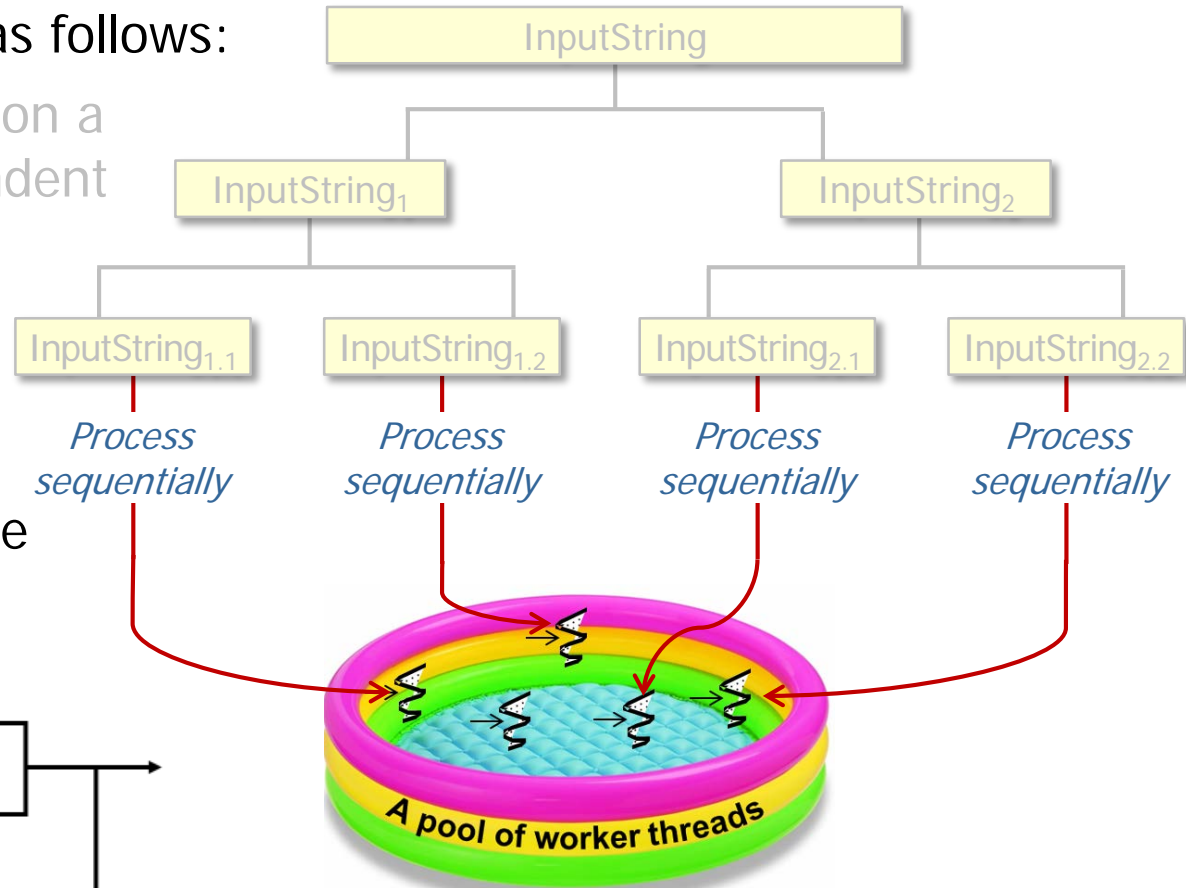 as follows:
on a
ndent
InputString
InputString1
InputString2
InputString1.1
InputString1.2
InputString2.1
InputString2.2
Process
sequentially
Process
sequentially
Process
sequentially
Process
sequentially
e
A pool of worker threads